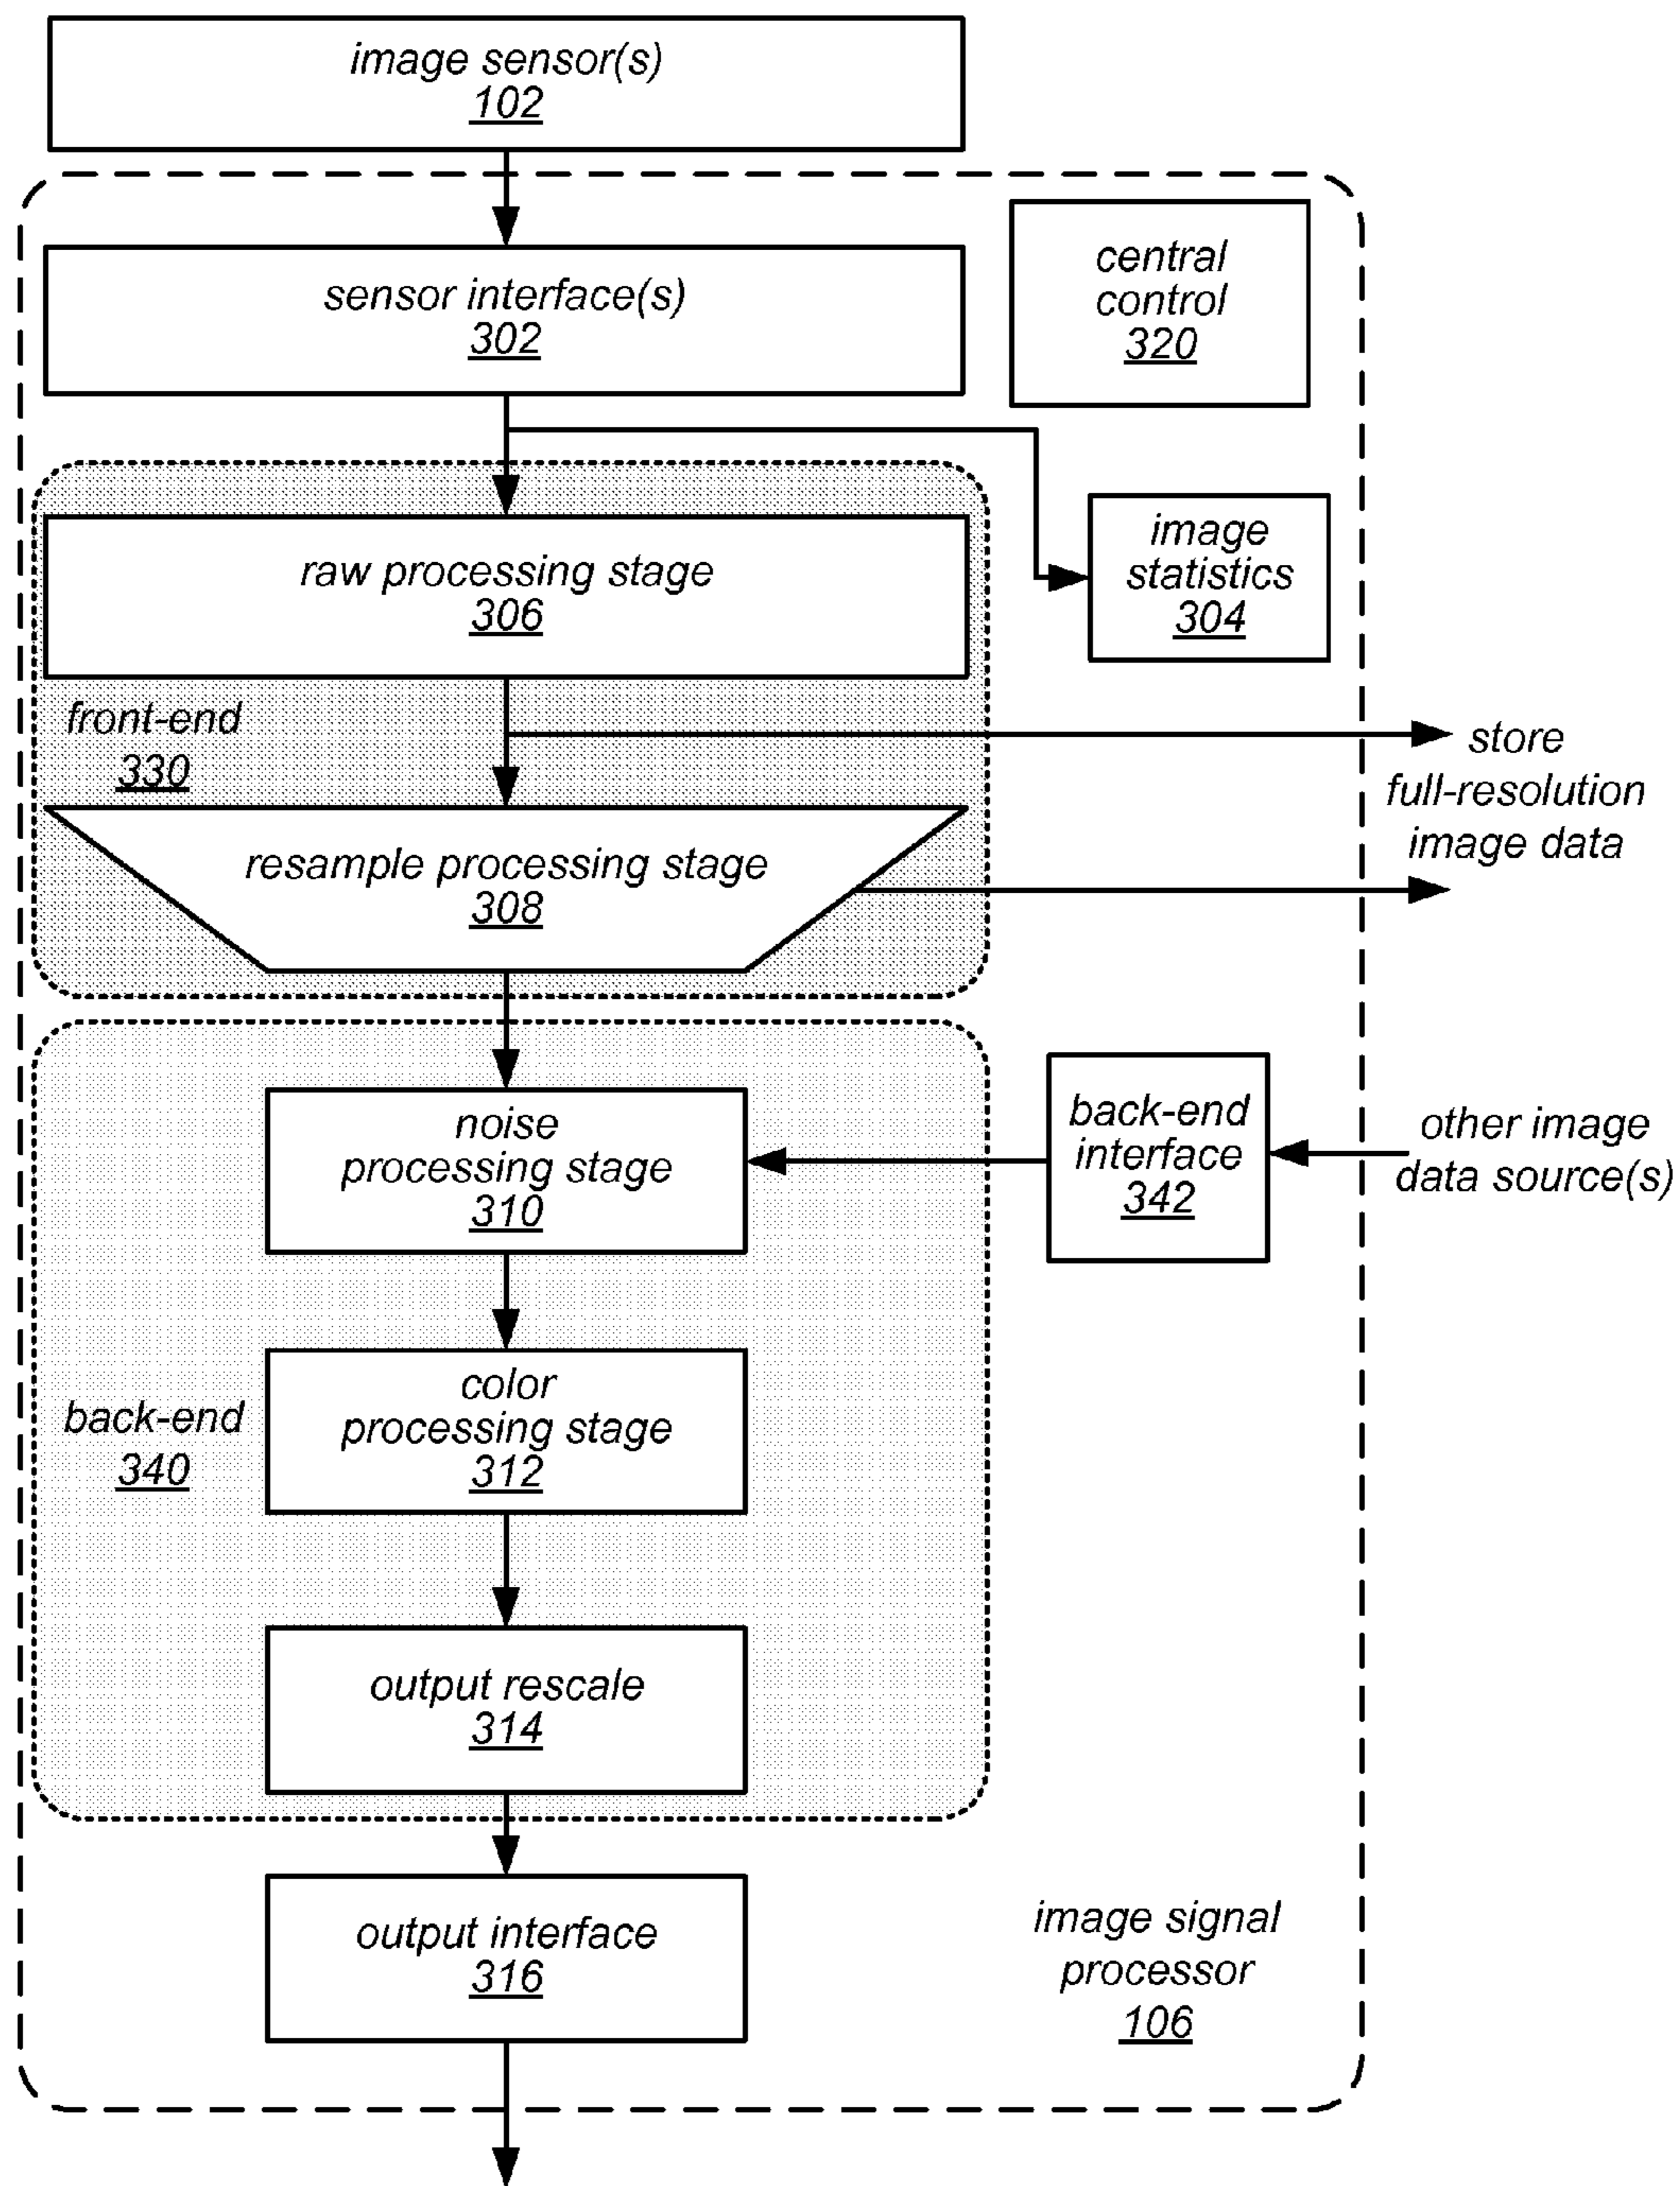 image sensor(s)
102
sensor interface(s)
302
central
control
320
raw processing stage
306
image
statistics
304
front-end
330
store
full-resolution
image data
resample processing stage
308
noise
processing stage
310
back-end
interface
342
other image
data source(s)
color
processing stage
312
back-end
340
output rescale
314
output interface
316
image signal
processor
106